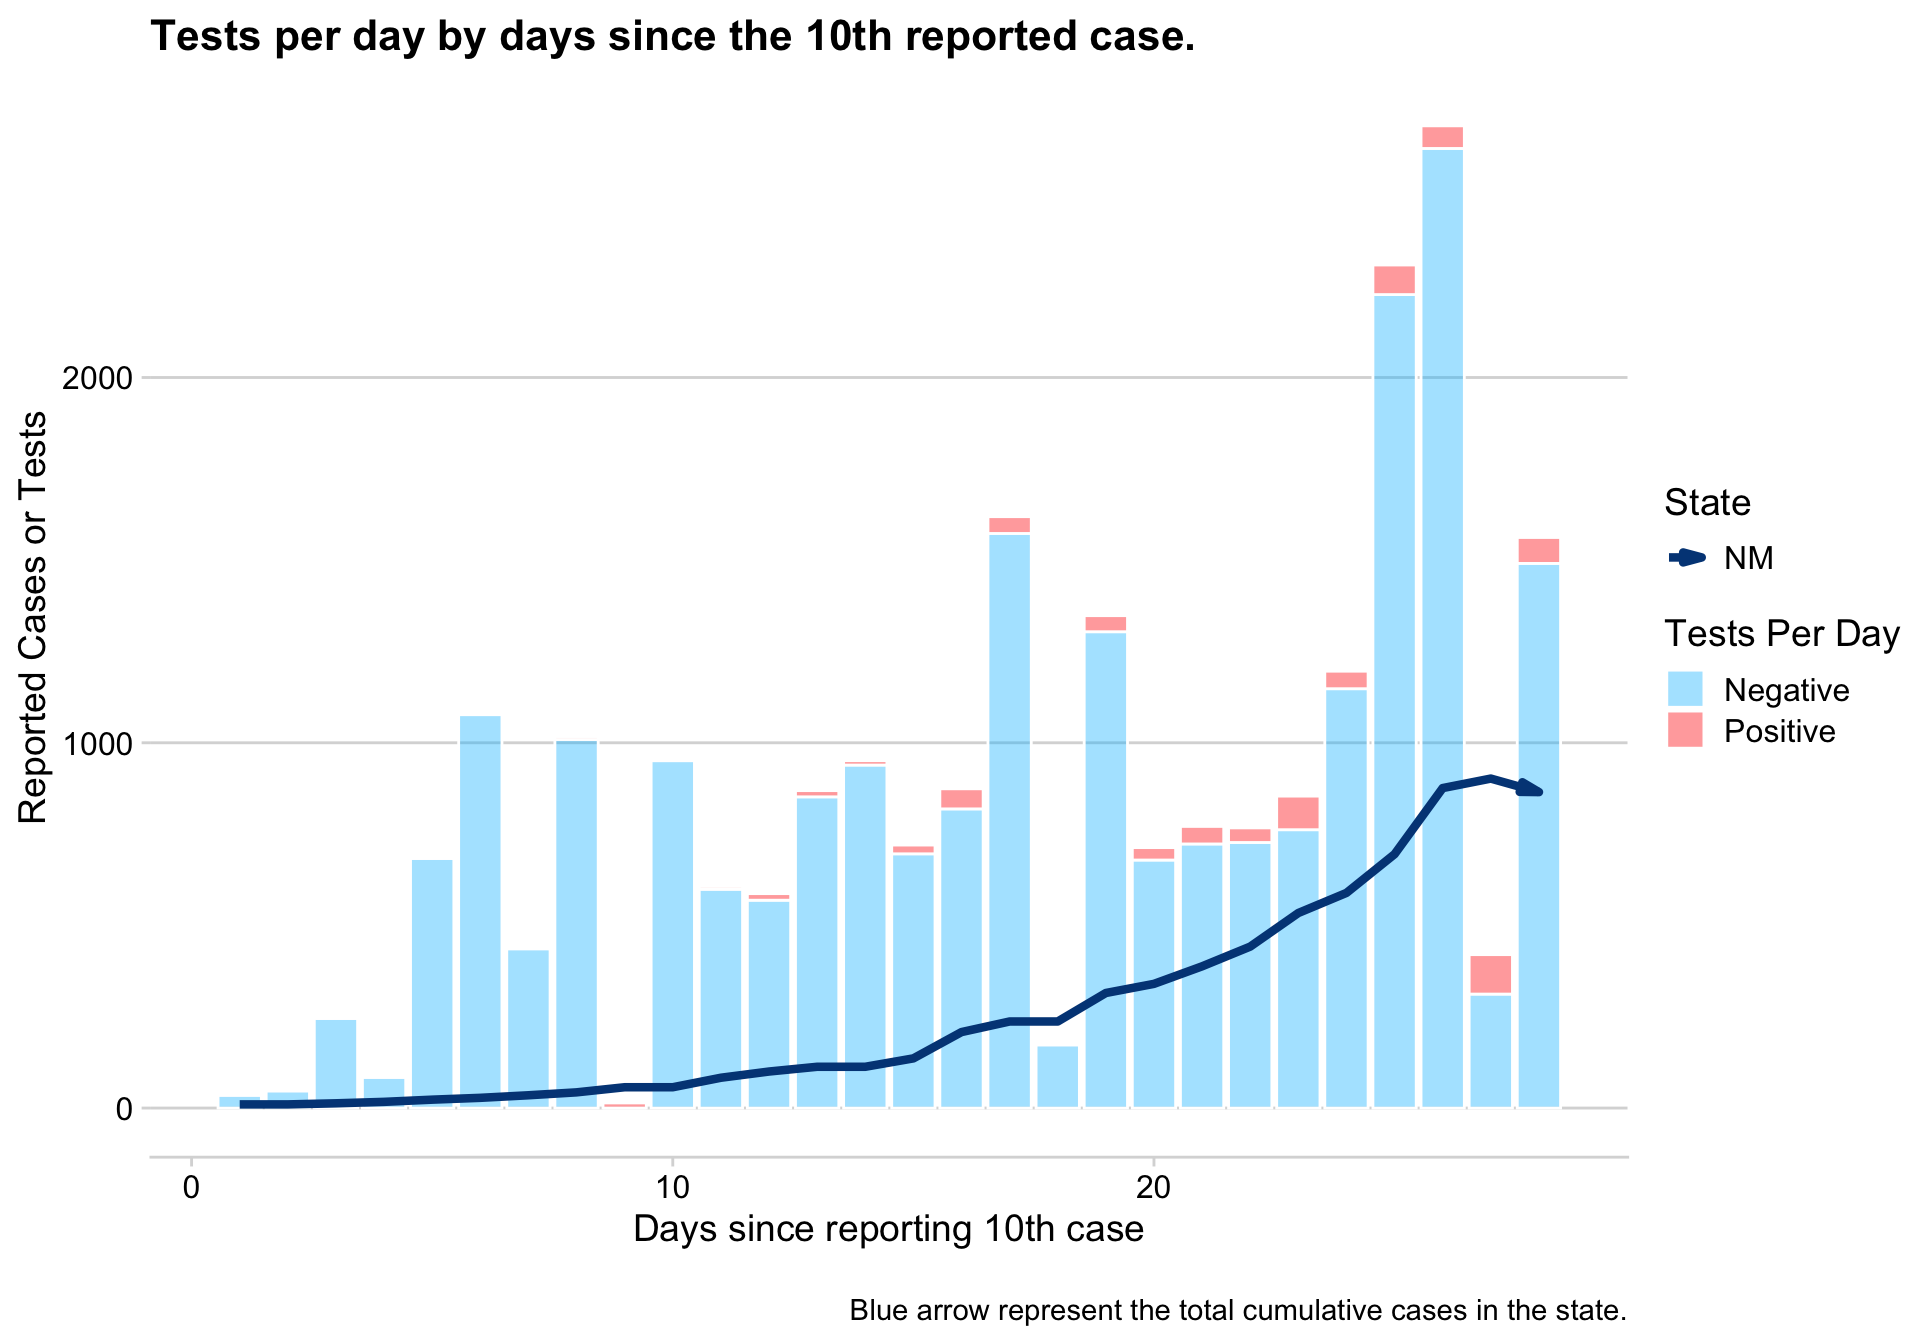 Tests per day by days since the 10th reported case.
Reported Cases or Tests
2000
1000
0
0
10
20
Days since reporting 10th case
State
NM
Tests Per Day
Negative
Positive
Blue arrow represent the total cumulative cases in the state.